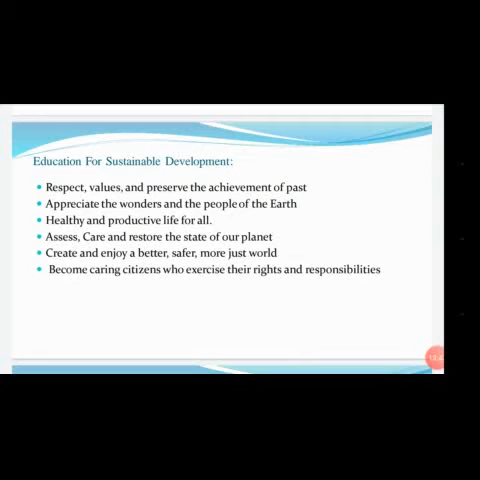 Education For Sustainable Development:
Respect, values, and preserve the achievement of past
Appreciate the wonders and the people of the Earth
Healthy and productive life for all.
Assess, Care and restore the state of our planet
Create and enjoy a better, safer, more just world
Become caring citizens who exercise their rights and responsibilities